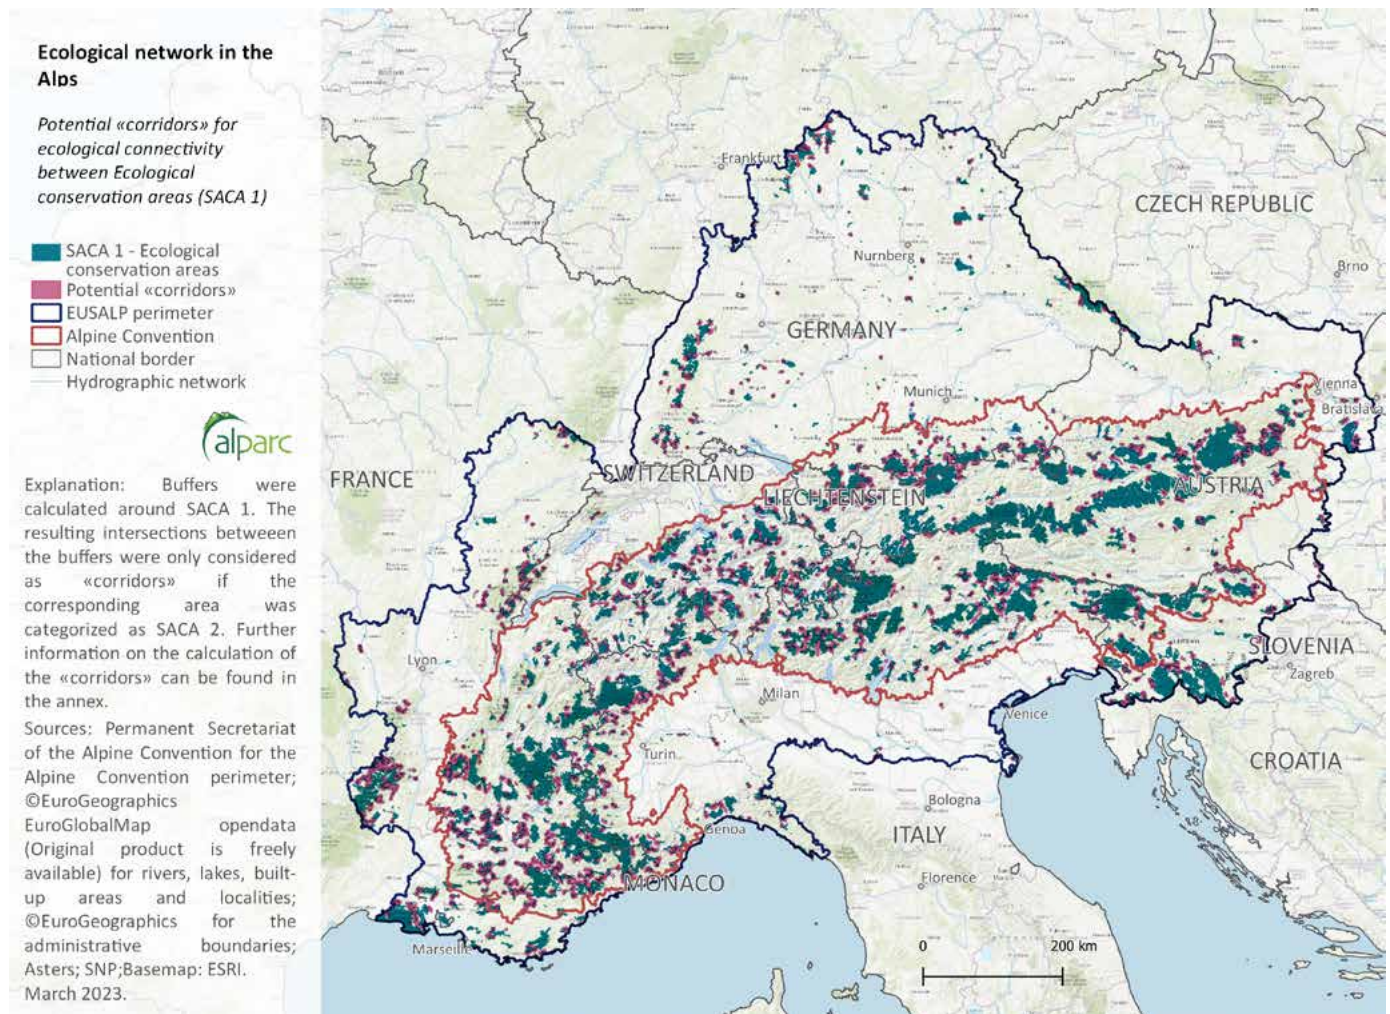 Ecological network in the
Alps
Potential «corridors» for
ecological connectivity
between Ecological
conservation areas (SACA 1)
SACA 1 - Ecological
conservation areas
Potential «corridors»
EUSALP perimeter
Alpine Convention
National border
Hydrographic network
alparc
Explanation: Buffers were
calculated around SACA 1. The
resulting intersections betweeen
the buffers were only considered
as «corridors» if the
corresponding area was
categorized as SACA 2. Further
information on the calculation of
the «corridors» can be found in
the annex.
Sources: Permanent Secretariat
of the Alpine Convention for the
Alpine Convention perimeter;
©EuroGeographics
EuroGlobalMap opendata
(Original product is freely
available) for rivers, lakes, built-
up areas and localities;
©EuroGeographics for the
administrative boundaries;
Asters; SNP;Basemap: ESRI.
March 2023.
Frankfurt
CZECH REPUBLIC
Nurnberg
Brno
GERMANY
Munich
Vienna
Bratislava
FRANCE
SWITZERLAND
LIECHTENSTEIN
AUSTRIA
Lyon
SLOVENIA
Zagreb
Milan
Venice
Turin
CROATIA
Bologna
Genoa
ITALY
MONACO
Florence
Marseille
0 200 km